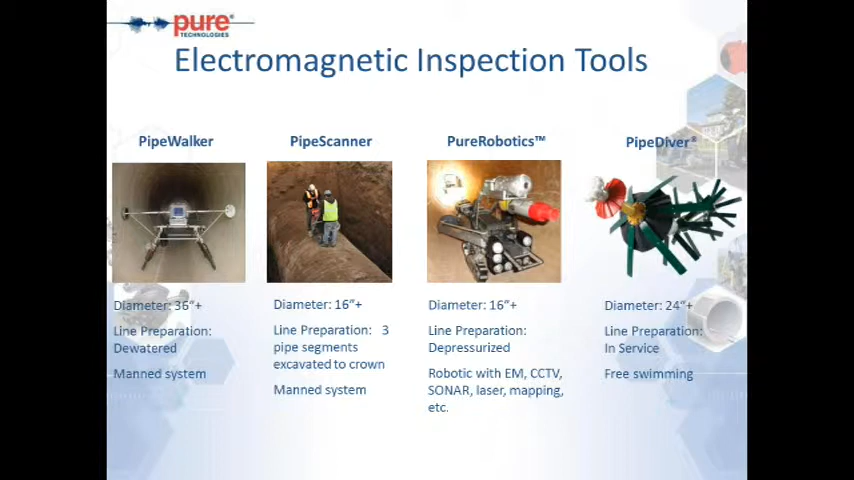 pure®
TECHNOLOGIES
Electromagnetic Inspection Tools
PipeWalker
Diameter: 36"+
Line Preparation:
Dewatered
Manned system
PipeScanner
Diameter: 16"+
Line Preparation: 3
pipe segments
excavated to crown
Manned system
PureRobotics™
Diameter: 16"+
Line Preparation:
Depressurized
Robotic with EM, CCTV,
SONAR, laser, mapping,
etc.
PipeDiver®
Diameter: 24"+
Line Preparation:
In Service
Free swimming